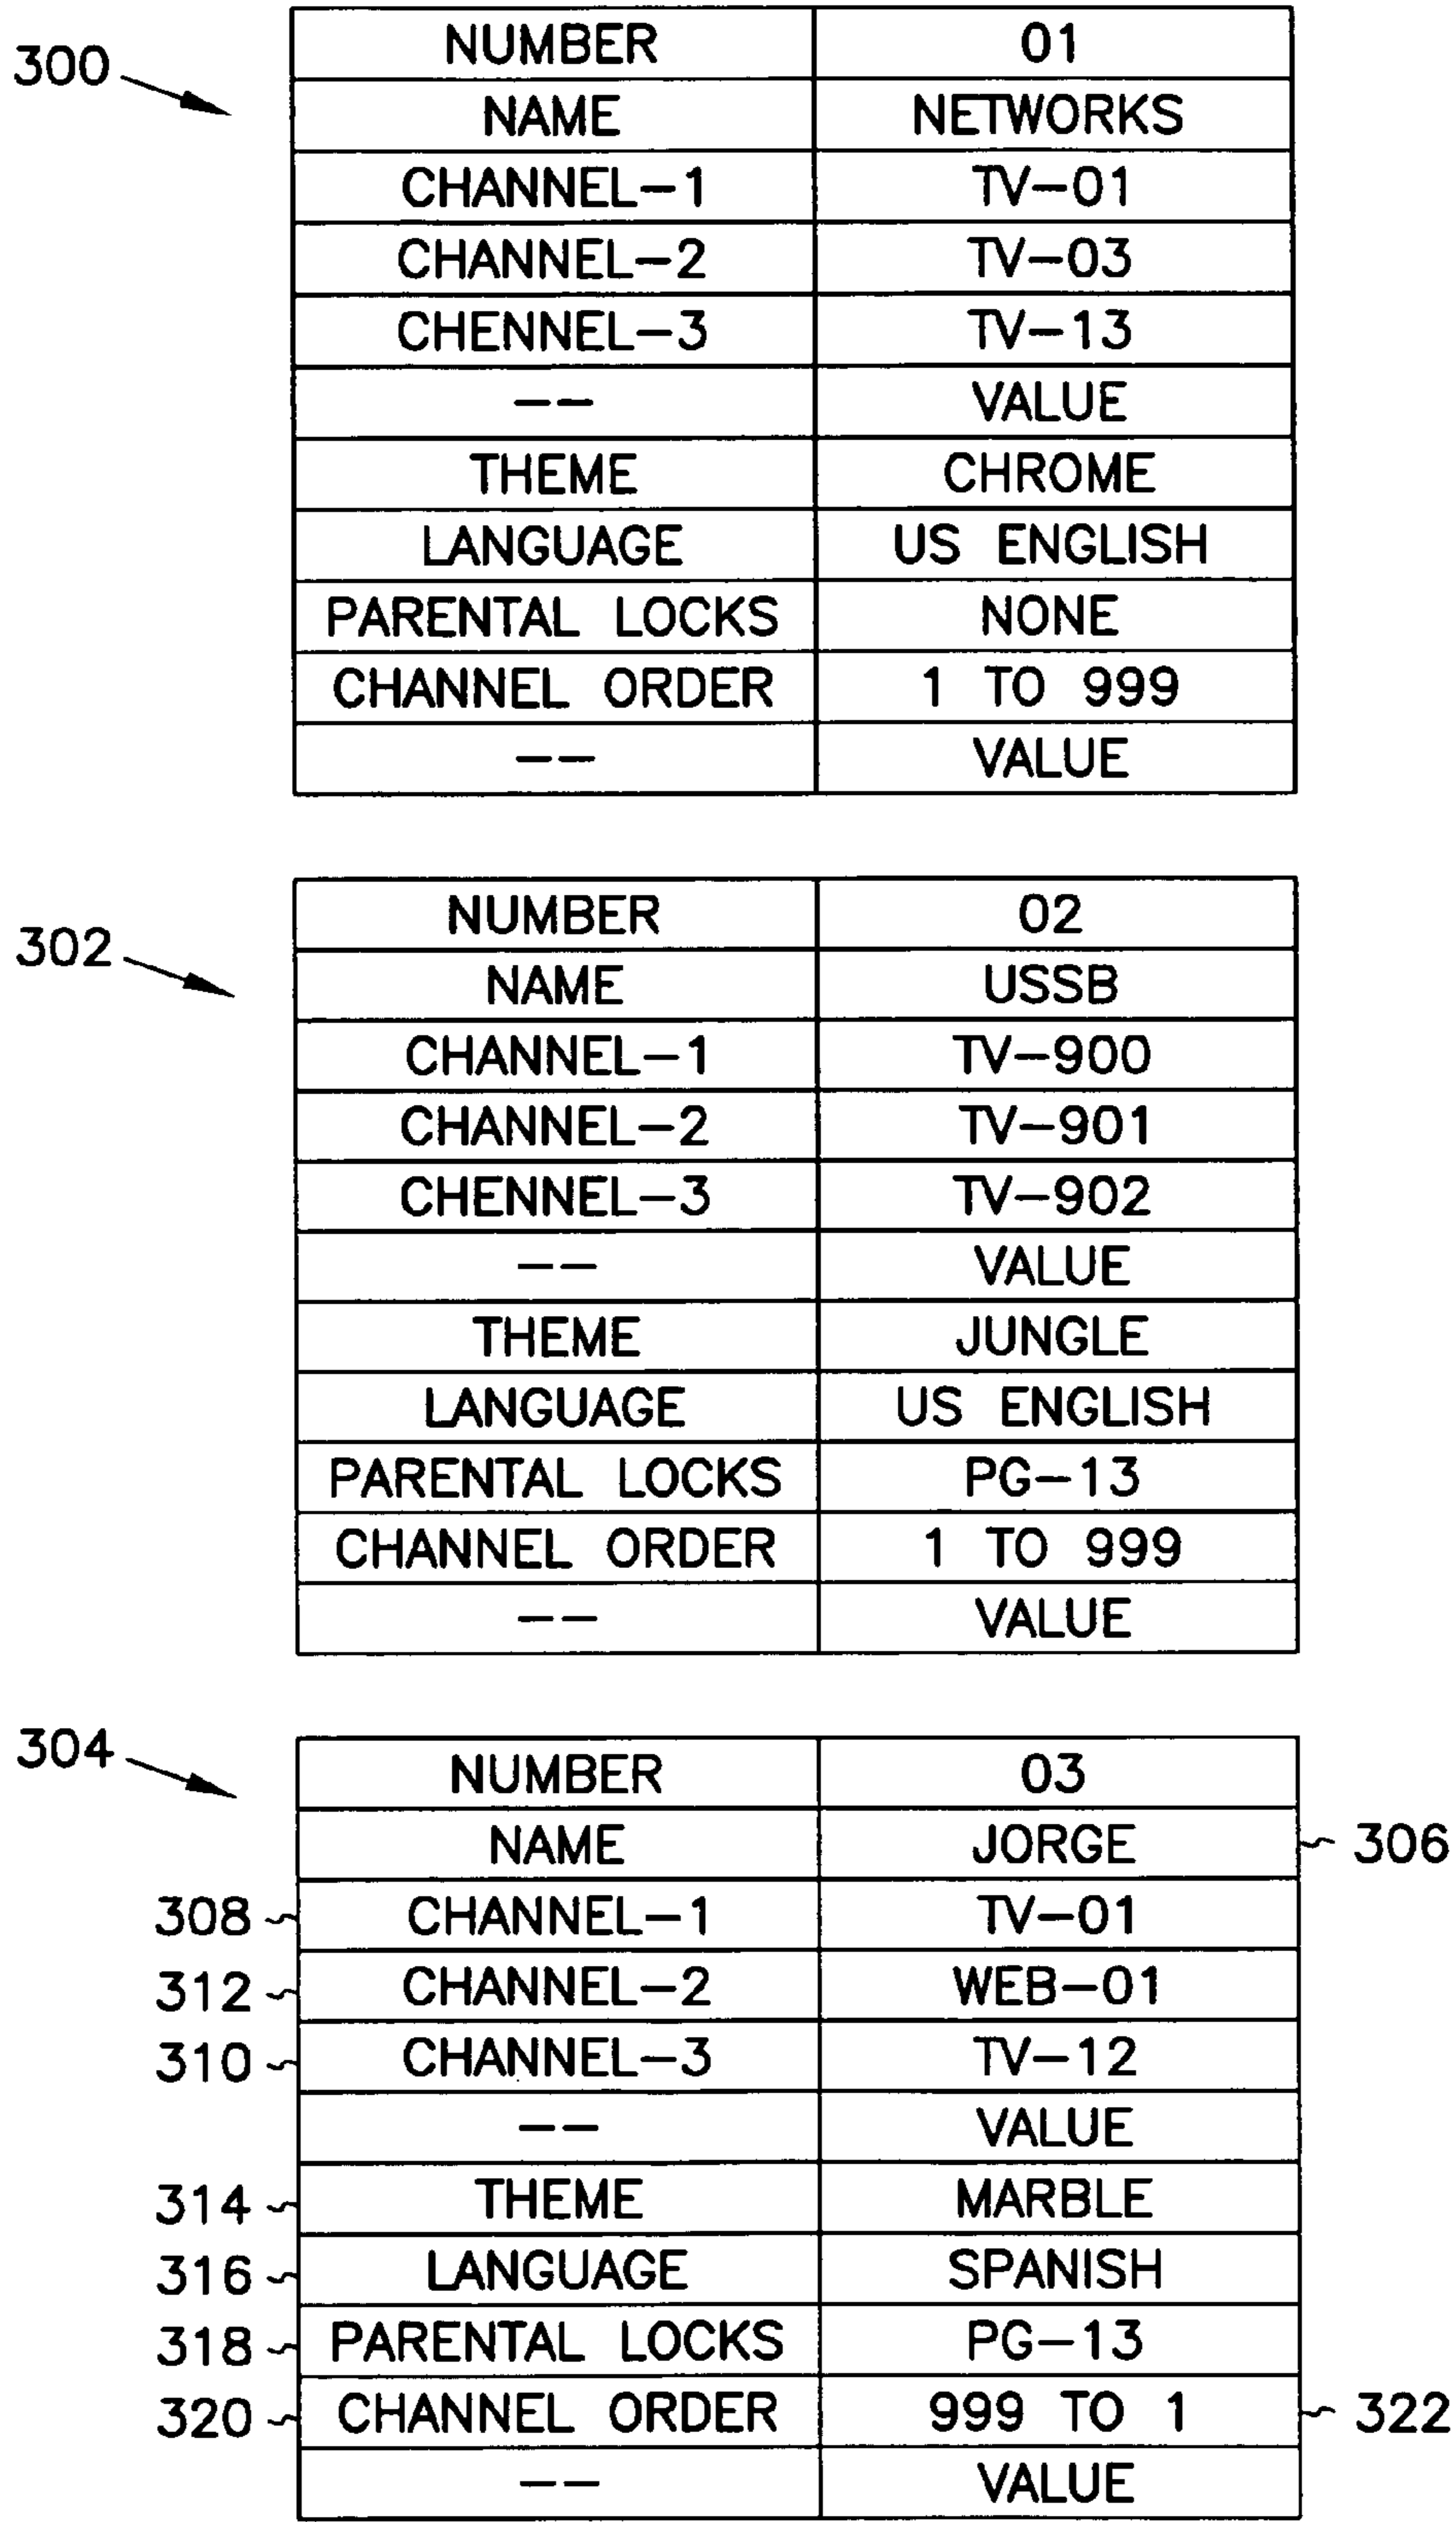 300
NUMBER 01
NAME NETWORKS
CHANNEL-1 TV-01
CHANNEL-2 TV-03
CHENNEL-3 TV-13
-- VALUE
THEME CHROME
LANGUAGE US ENGLISH
PARENTAL LOCKS NONE
CHANNEL ORDER 1 TO 999
-- VALUE
302
NUMBER 02
NAME USSB
CHANNEL-1 TV-900
CHANNEL-2 TV-901
CHENNEL-3 TV-902
-- VALUE
THEME JUNGLE
LANGUAGE US ENGLISH
PARENTAL LOCKS PG-13
CHANNEL ORDER 1 TO 999
-- VALUE
304
NUMBER 03
NAME JORGE 306
308 CHANNEL-1 TV-01
312 CHANNEL-2 WEB-01
310 CHANNEL-3 TV-12
-- VALUE
314 THEME MARBLE
316 LANGUAGE SPANISH
318 PARENTAL LOCKS PG-13
320 CHANNEL ORDER 999 TO 1 322
-- VALUE